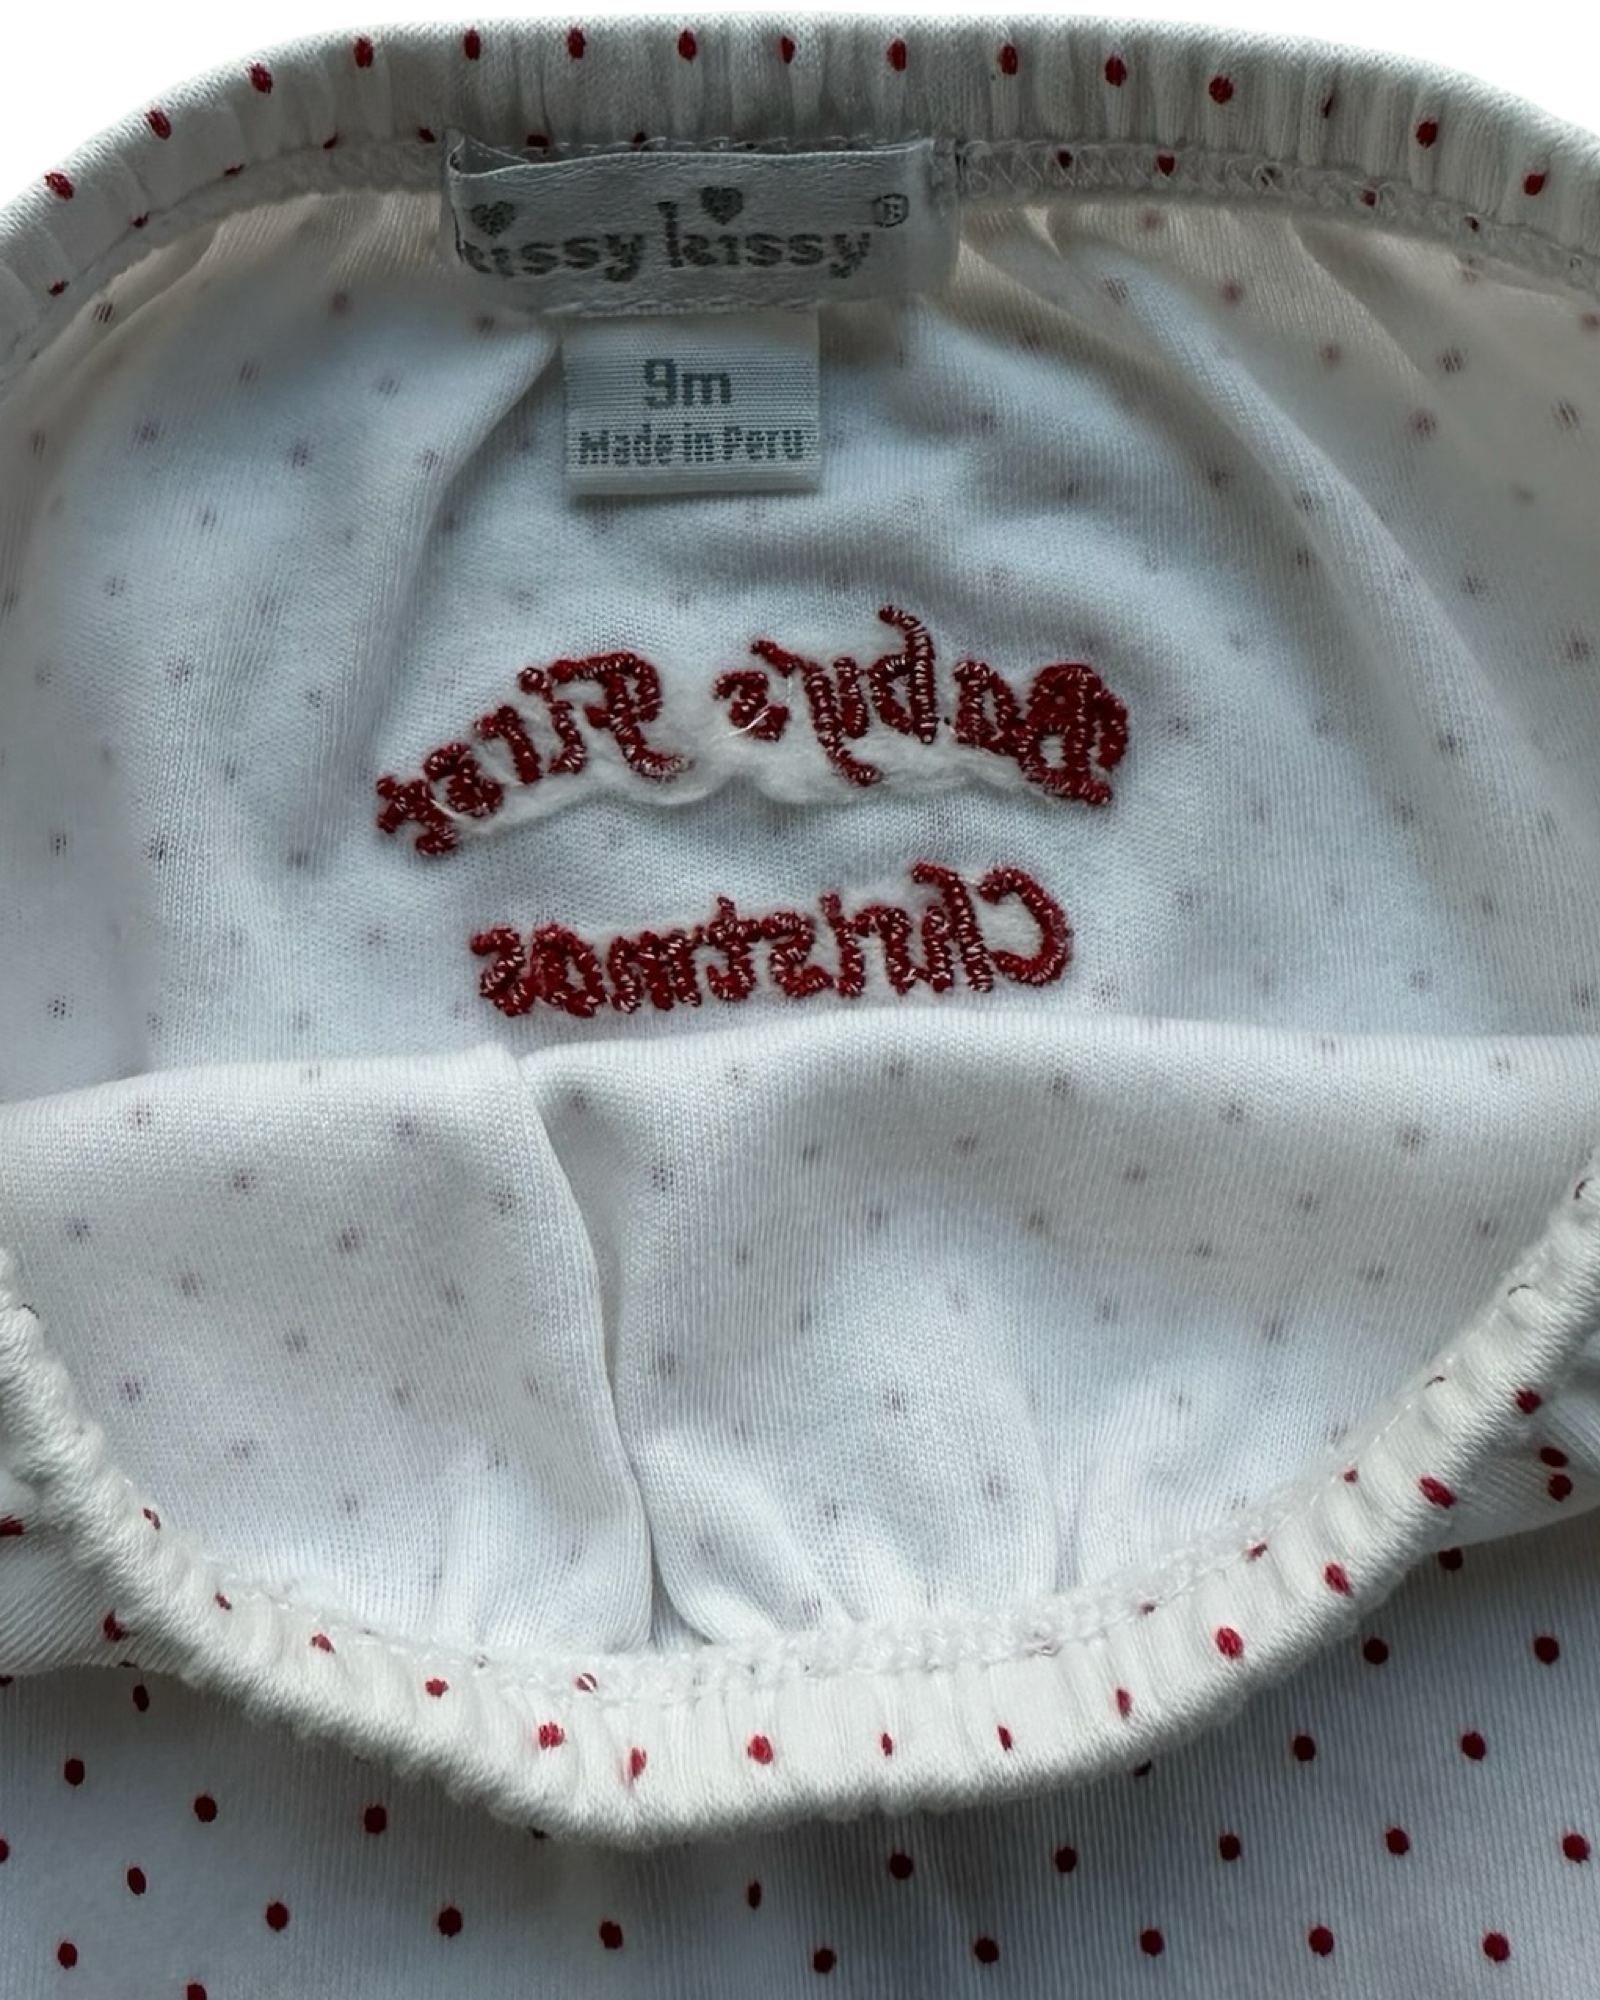 kissy kissy®
9m
Made in Peru
Baby's First
Christmas